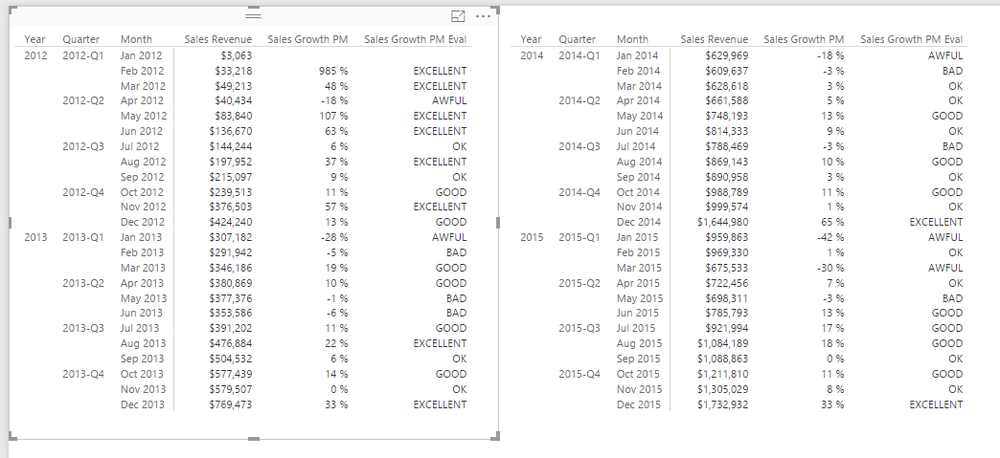 Year Quarter Month Sales Revenue Sales Growth PM Sales Growth PM Eval
2012 2012-Q1 Jan 2012 $3,063
Feb 2012 $33,218 985 % EXCELLENT
Mar 2012 $49,213 48 % EXCELLENT
2012-Q2 Apr 2012 $40,434 -18 % AWFUL
May 2012 $83,840 107 % EXCELLENT
Jun 2012 $136,670 63 % EXCELLENT
2012-Q3 Jul 2012 $144,244 6 % OK
Aug 2012 $197,952 37 % EXCELLENT
Sep 2012 $215,097 9 % OK
2012-Q4 Oct 2012 $239,513 11 % GOOD
Nov 2012 $376,503 57 % EXCELLENT
Dec 2012 $424,240 13 % GOOD
2013 2013-Q1 Jan 2013 $307,182 -28 % AWFUL
Feb 2013 $291,942 -5 % BAD
Mar 2013 $346,186 19 % GOOD
2013-Q2 Apr 2013 $380,869 10 % GOOD
May 2013 $377,376 -1 % BAD
Jun 2013 $353,586 -6 % BAD
2013-Q3 Jul 2013 $391,202 11 % GOOD
Aug 2013 $476,884 22 % EXCELLENT
Sep 2013 $504,532 6 % OK
2013-Q4 Oct 2013 $577,439 14 % GOOD
Nov 2013 $579,507 0 % OK
Dec 2013 $769,473 33 % EXCELLENT
Year Quarter Month Sales Revenue Sales Growth PM Sales Growth PM Eval
2014 2014-Q1 Jan 2014 $629,969 -18 % AWFUL
Feb 2014 $609,637 -3 % BAD
Mar 2014 $628,618 3 % OK
2014-Q2 Apr 2014 $661,588 5 % OK
May 2014 $748,193 13 % GOOD
Jun 2014 $814,333 9 % OK
2014-Q3 Jul 2014 $788,469 -3 % BAD
Aug 2014 $869,143 10 % GOOD
Sep 2014 $890,958 3 % OK
2014-Q4 Oct 2014 $988,789 11 % GOOD
Nov 2014 $999,574 1 % OK
Dec 2014 $1,644,980 65 % EXCELLENT
2015 2015-Q1 Jan 2015 $959,863 -42 % AWFUL
Feb 2015 $969,330 1 % OK
Mar 2015 $675,533 -30 % AWFUL
2015-Q2 Apr 2015 $722,456 7 % OK
May 2015 $698,311 -3 % BAD
Jun 2015 $785,793 13 % GOOD
2015-Q3 Jul 2015 $921,994 17 % GOOD
Aug 2015 $1,084,189 18 % GOOD
Sep 2015 $1,088,863 0 % OK
2015-Q4 Oct 2015 $1,211,810 11 % GOOD
Nov 2015 $1,305,029 8 % OK
Dec 2015 $1,732,932 33 % EXCELLENT